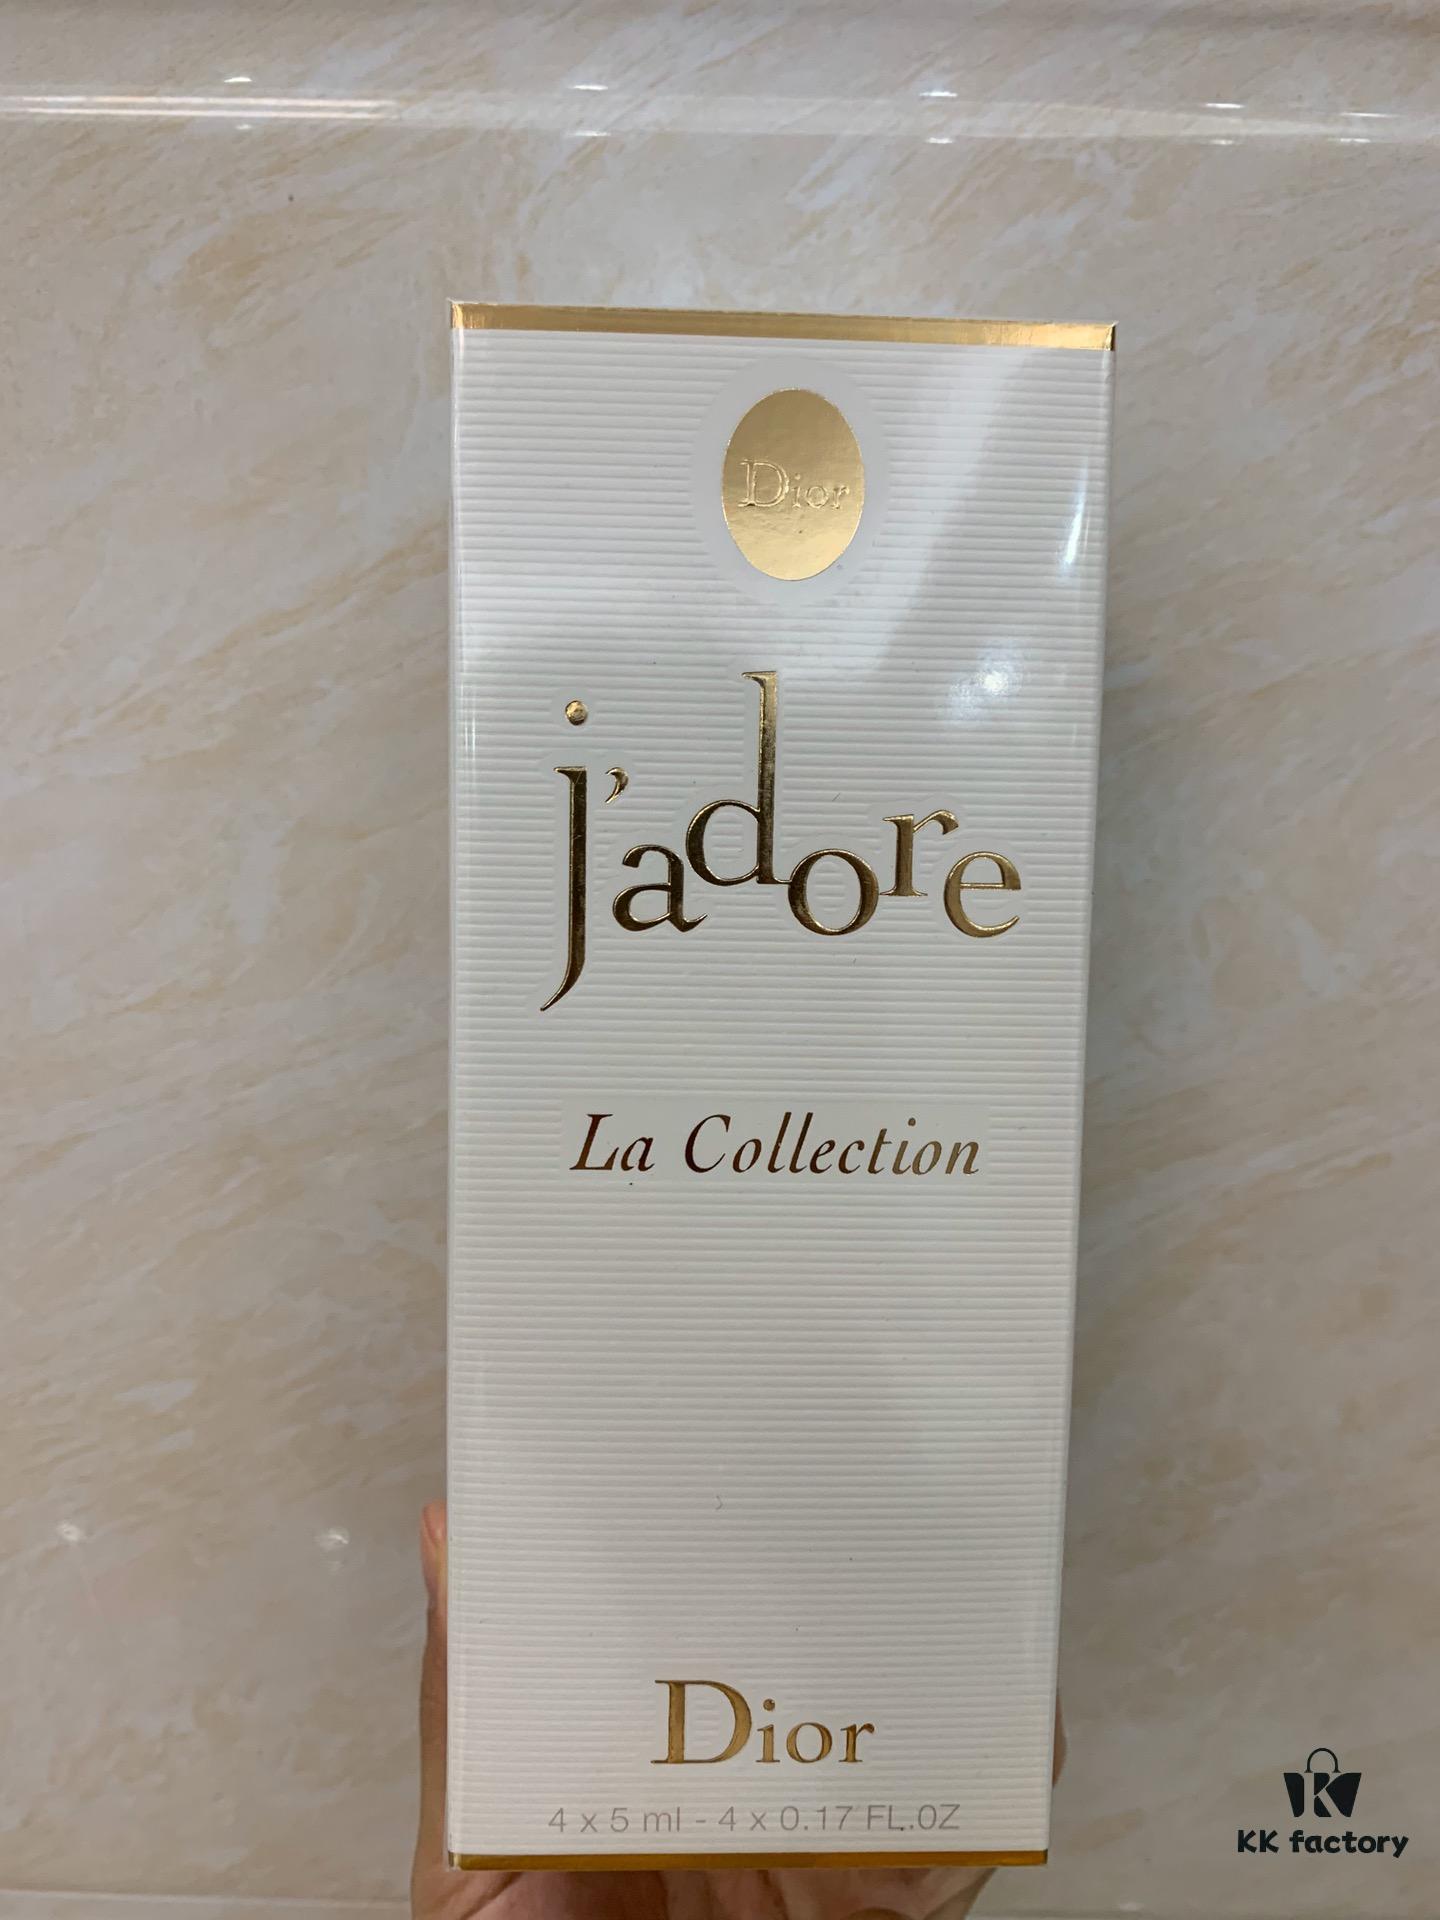 Dior
j'adore
La Collection
Dior
4 x 5 ml - 4 x 0.17 FL.OZ
KK factory